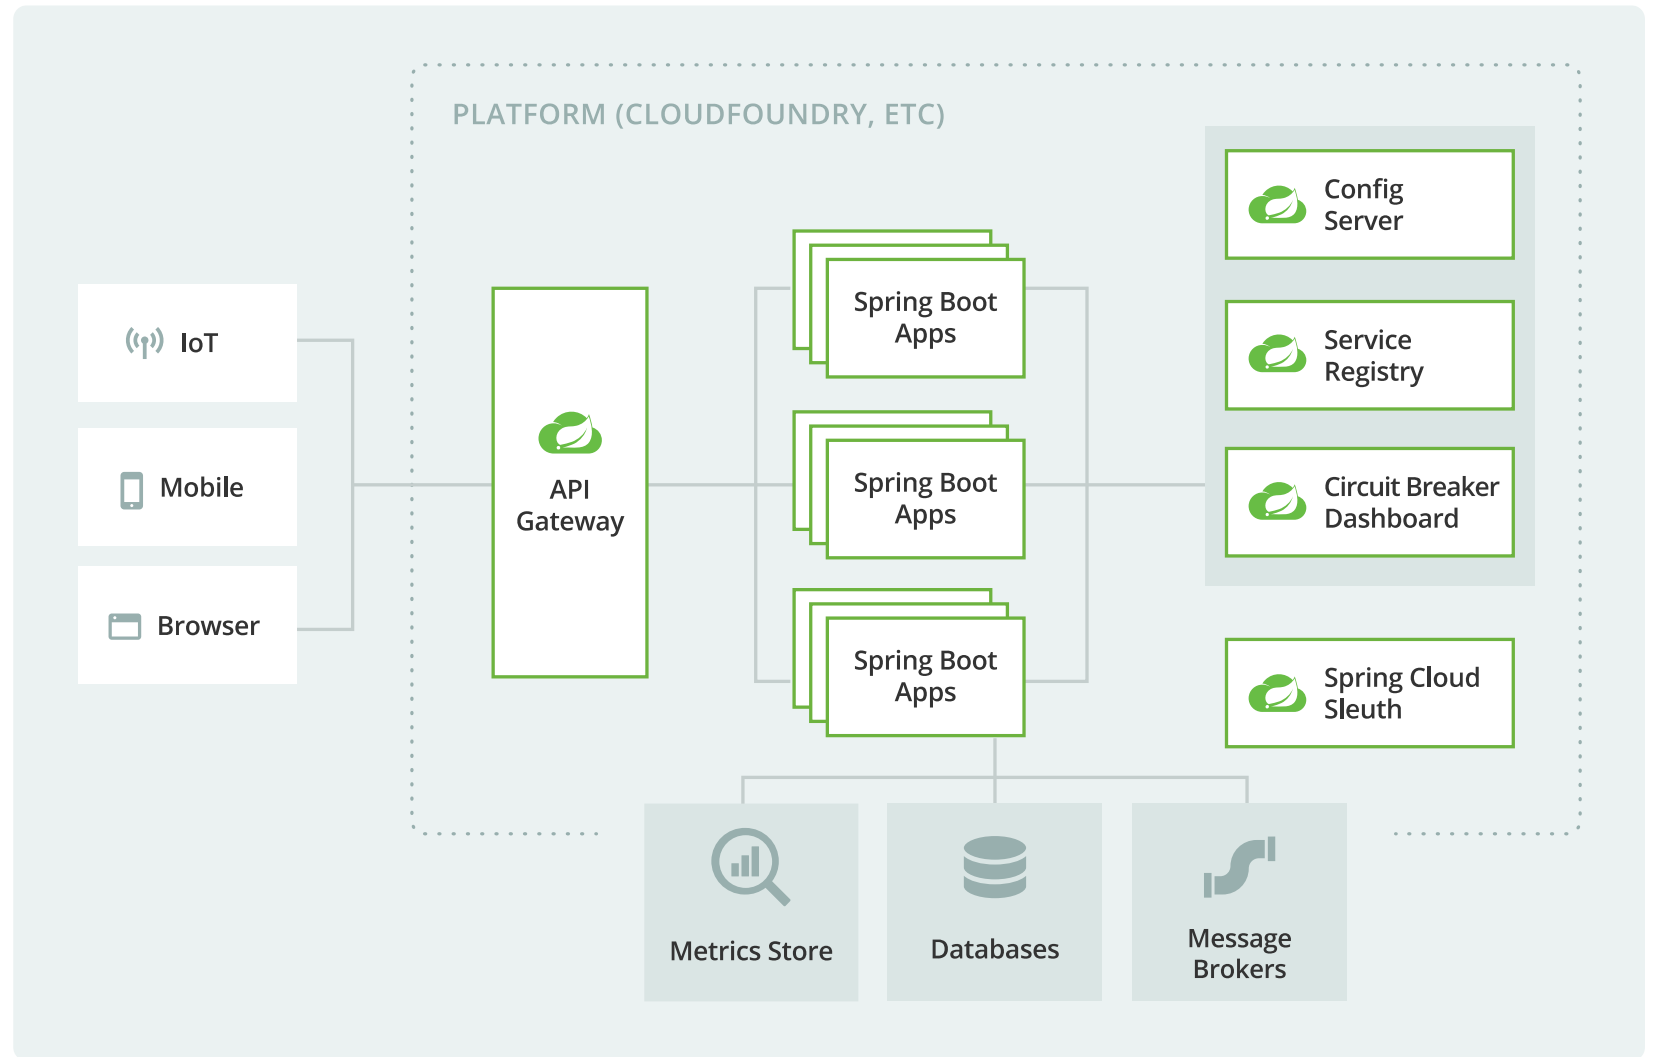 PLATFORM (CLOUDFOUNDRY, ETC)
IoT
Mobile
Browser
API
Gateway
Spring Boot
Apps
Spring Boot
Apps
Spring Boot
Apps
Config
Server
Service
Registry
Circuit Breaker
Dashboard
Spring Cloud
Sleuth
Metrics Store
Databases
Message
Brokers